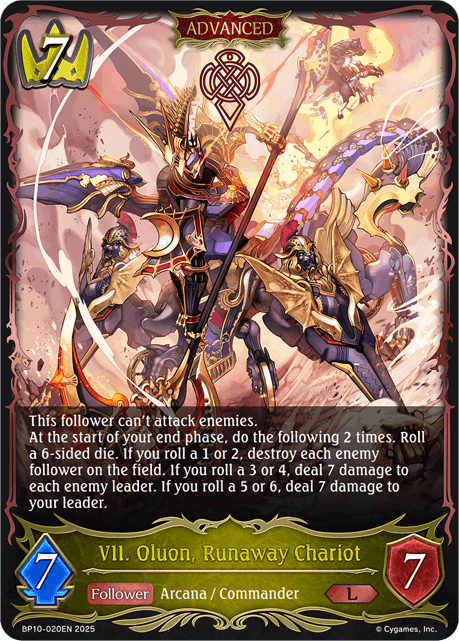 ADVANCED
7
This follower can't attack enemies.
At the start of your end phase, do the following 2 times. Roll
a 6-sided die. If you roll a 1 or 2, destroy each enemy
follower on the field. If you roll a 3 or 4, deal 7 damage to
each enemy leader. If you roll a 5 or 6, deal 7 damage to
your leader.
VII. Oluon, Runaway Chariot
7
Follower Arcana / Commander L
7
BP10-020EN 2025 © Cygames, Inc.